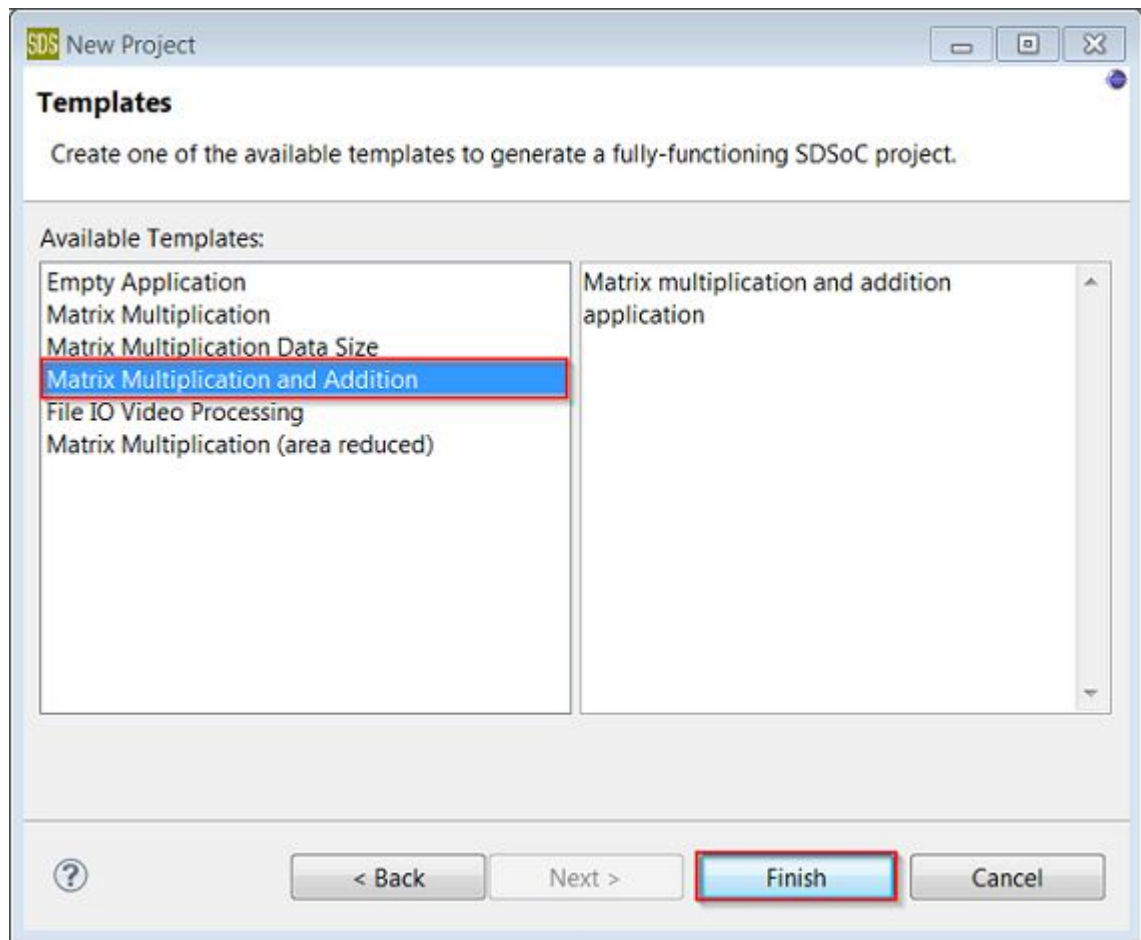 SDS New Project
Templates
Create one of the available templates to generate a fully-functioning SDSoC project.
Available Templates:
Empty Application
Matrix Multiplication
Matrix Multiplication Data Size
Matrix Multiplication and Addition
File IO Video Processing
Matrix Multiplication (area reduced)
Matrix multiplication and addition
application
?
< Back
Next >
Finish
Cancel